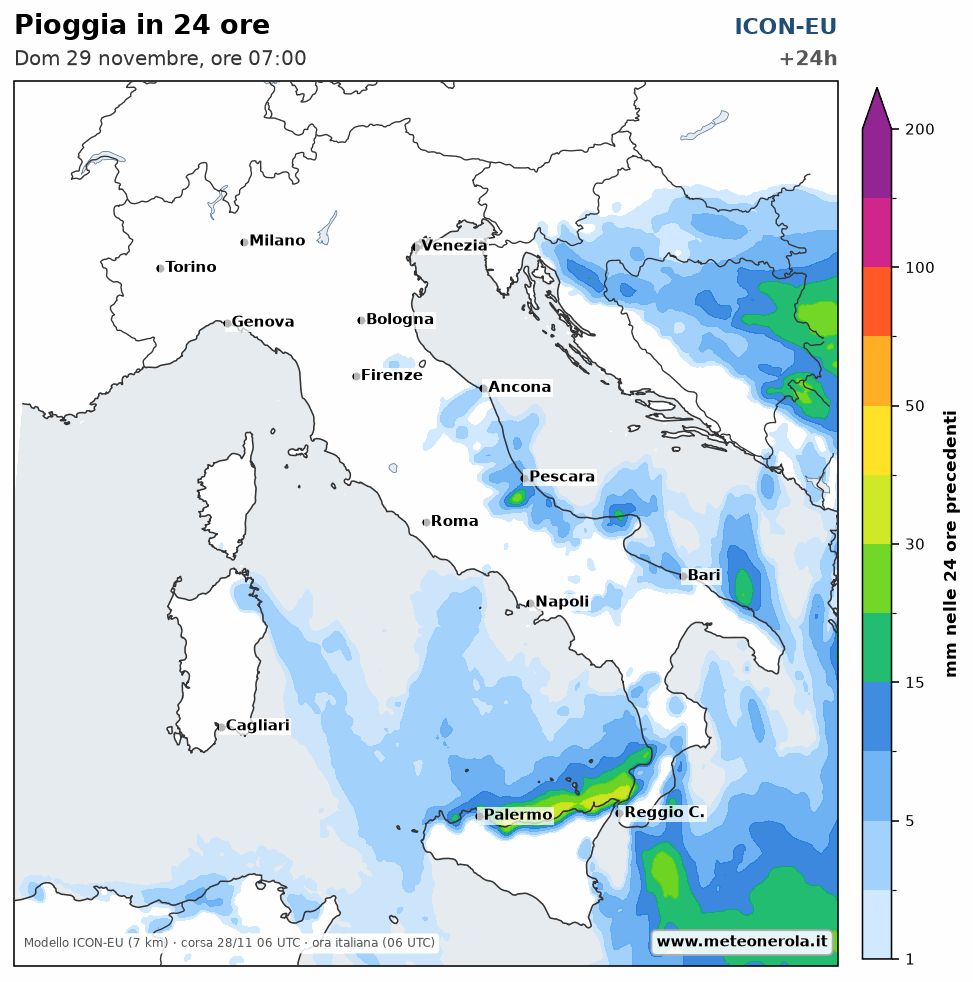 Pioggia in 24 ore
ICON-EU
Dom 29 novembre, ore 07:00
+24h
Milano
Venezia
Torino
Genova
Bologna
Firenze
Ancona
Pescara
Roma
Bari
Napoli
Cagliari
Palermo
Reggio C.
200
100
50
30
15
5
1
mm nelle 24 ore precedenti
Modello ICON-EU (7 km) · corsa 28/11 06 UTC · ora italiana (06 UTC)
www.meteonerola.it